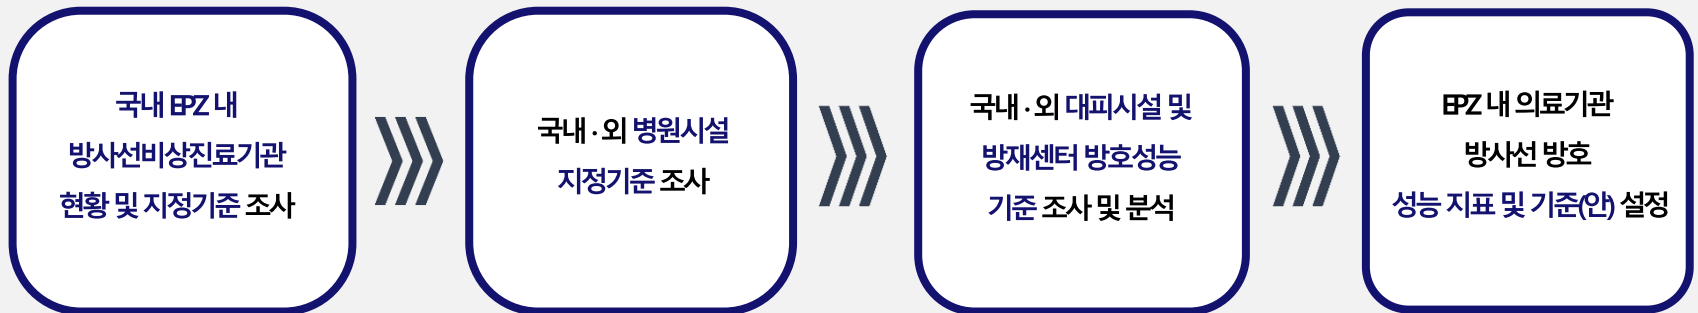 국내 EPZ 내
방사선비상진료기관
현황 및 지정기준 조사
국내·외 병원시설
지정기준 조사
국내·외 대피시설 및
방재센터 방호성능
기준 조사 및 분석
EPZ 내 의료기관
방사선 방호
성능 지표 및 기준(안) 설정